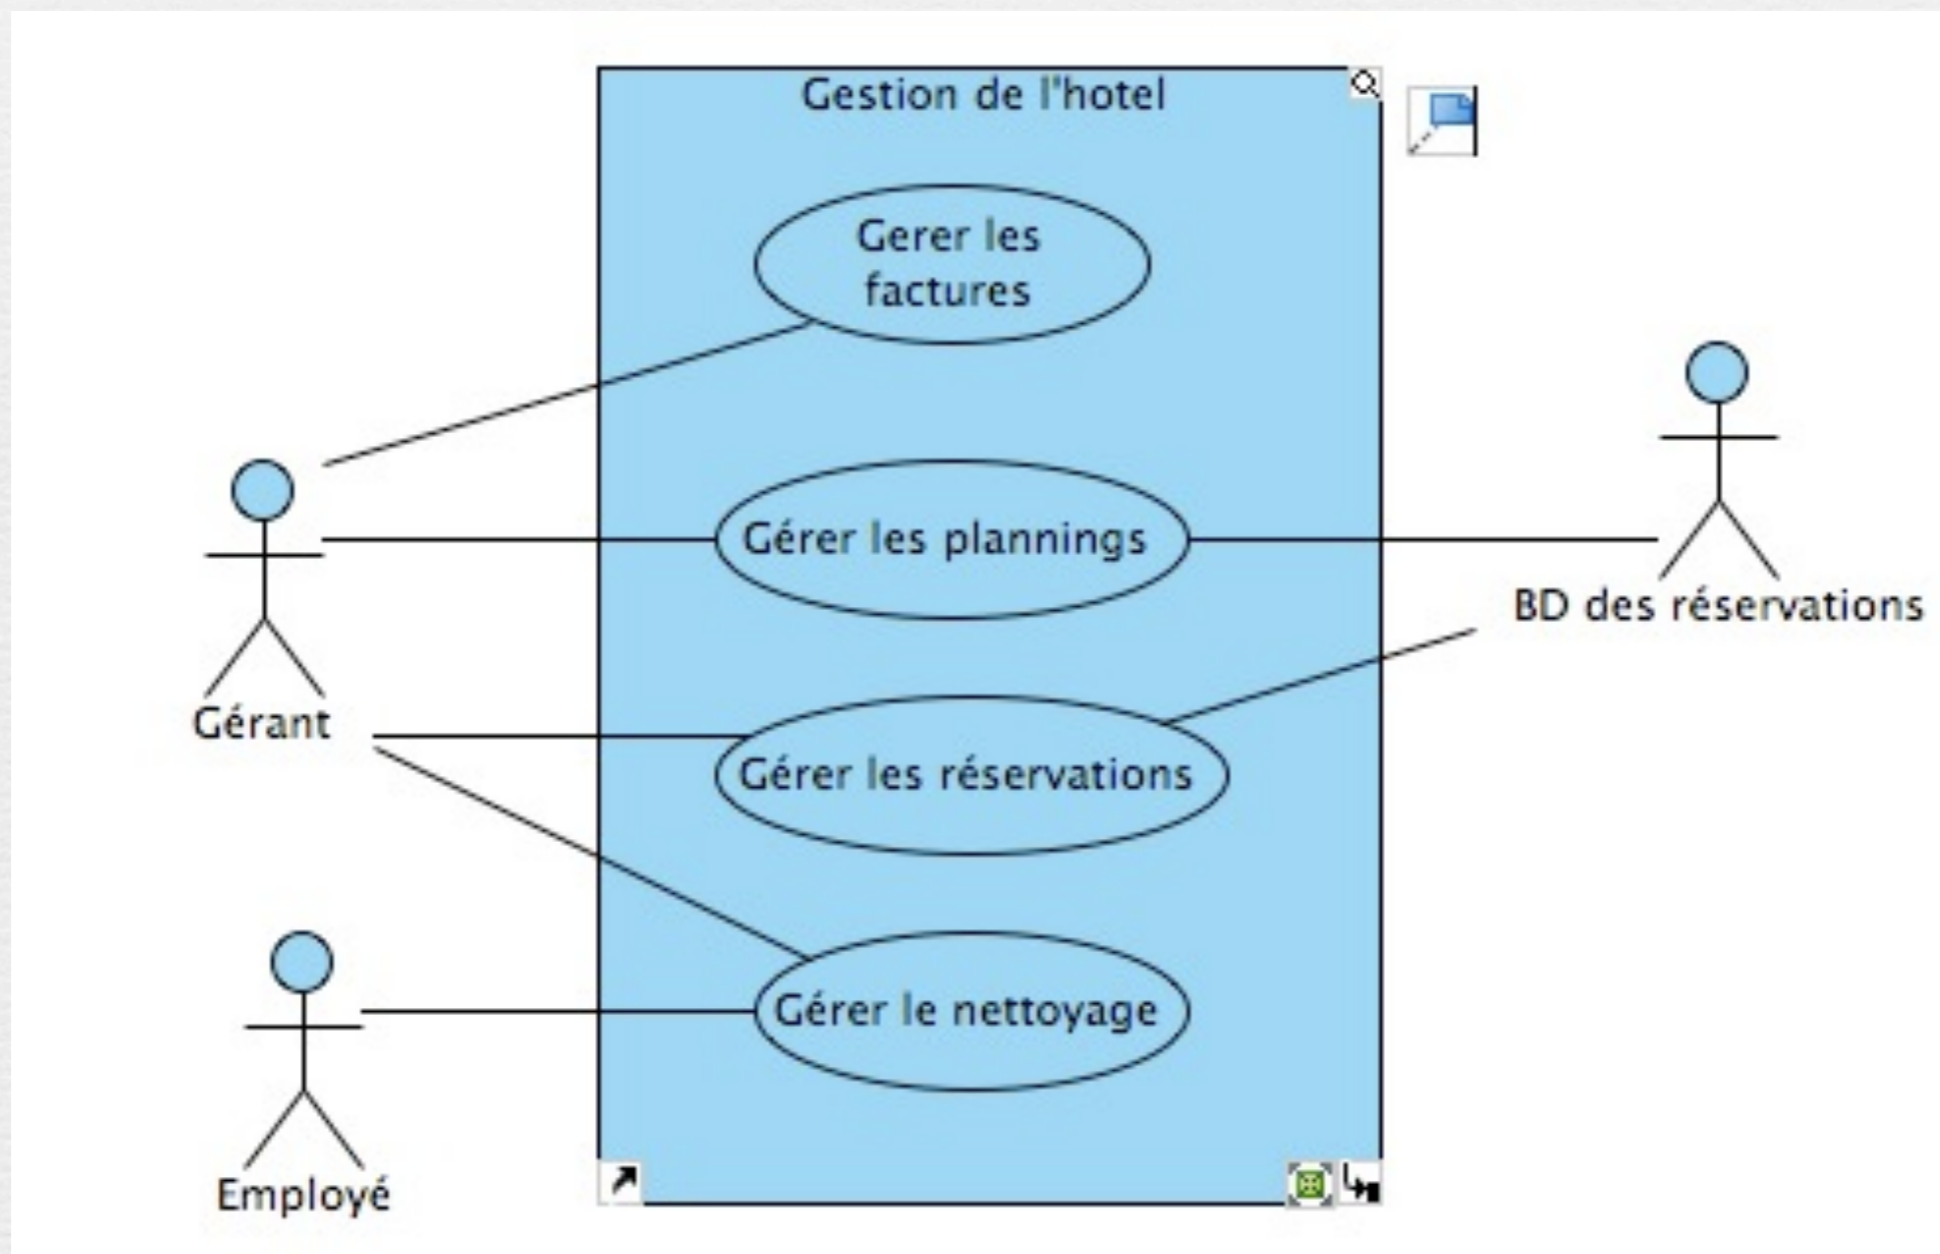 Gestion de l'hotel
Gerer les
factures
Gérer les plannings
BD des réservations
Gérant
Gérer les réservations
Gérer le nettoyage
Employé